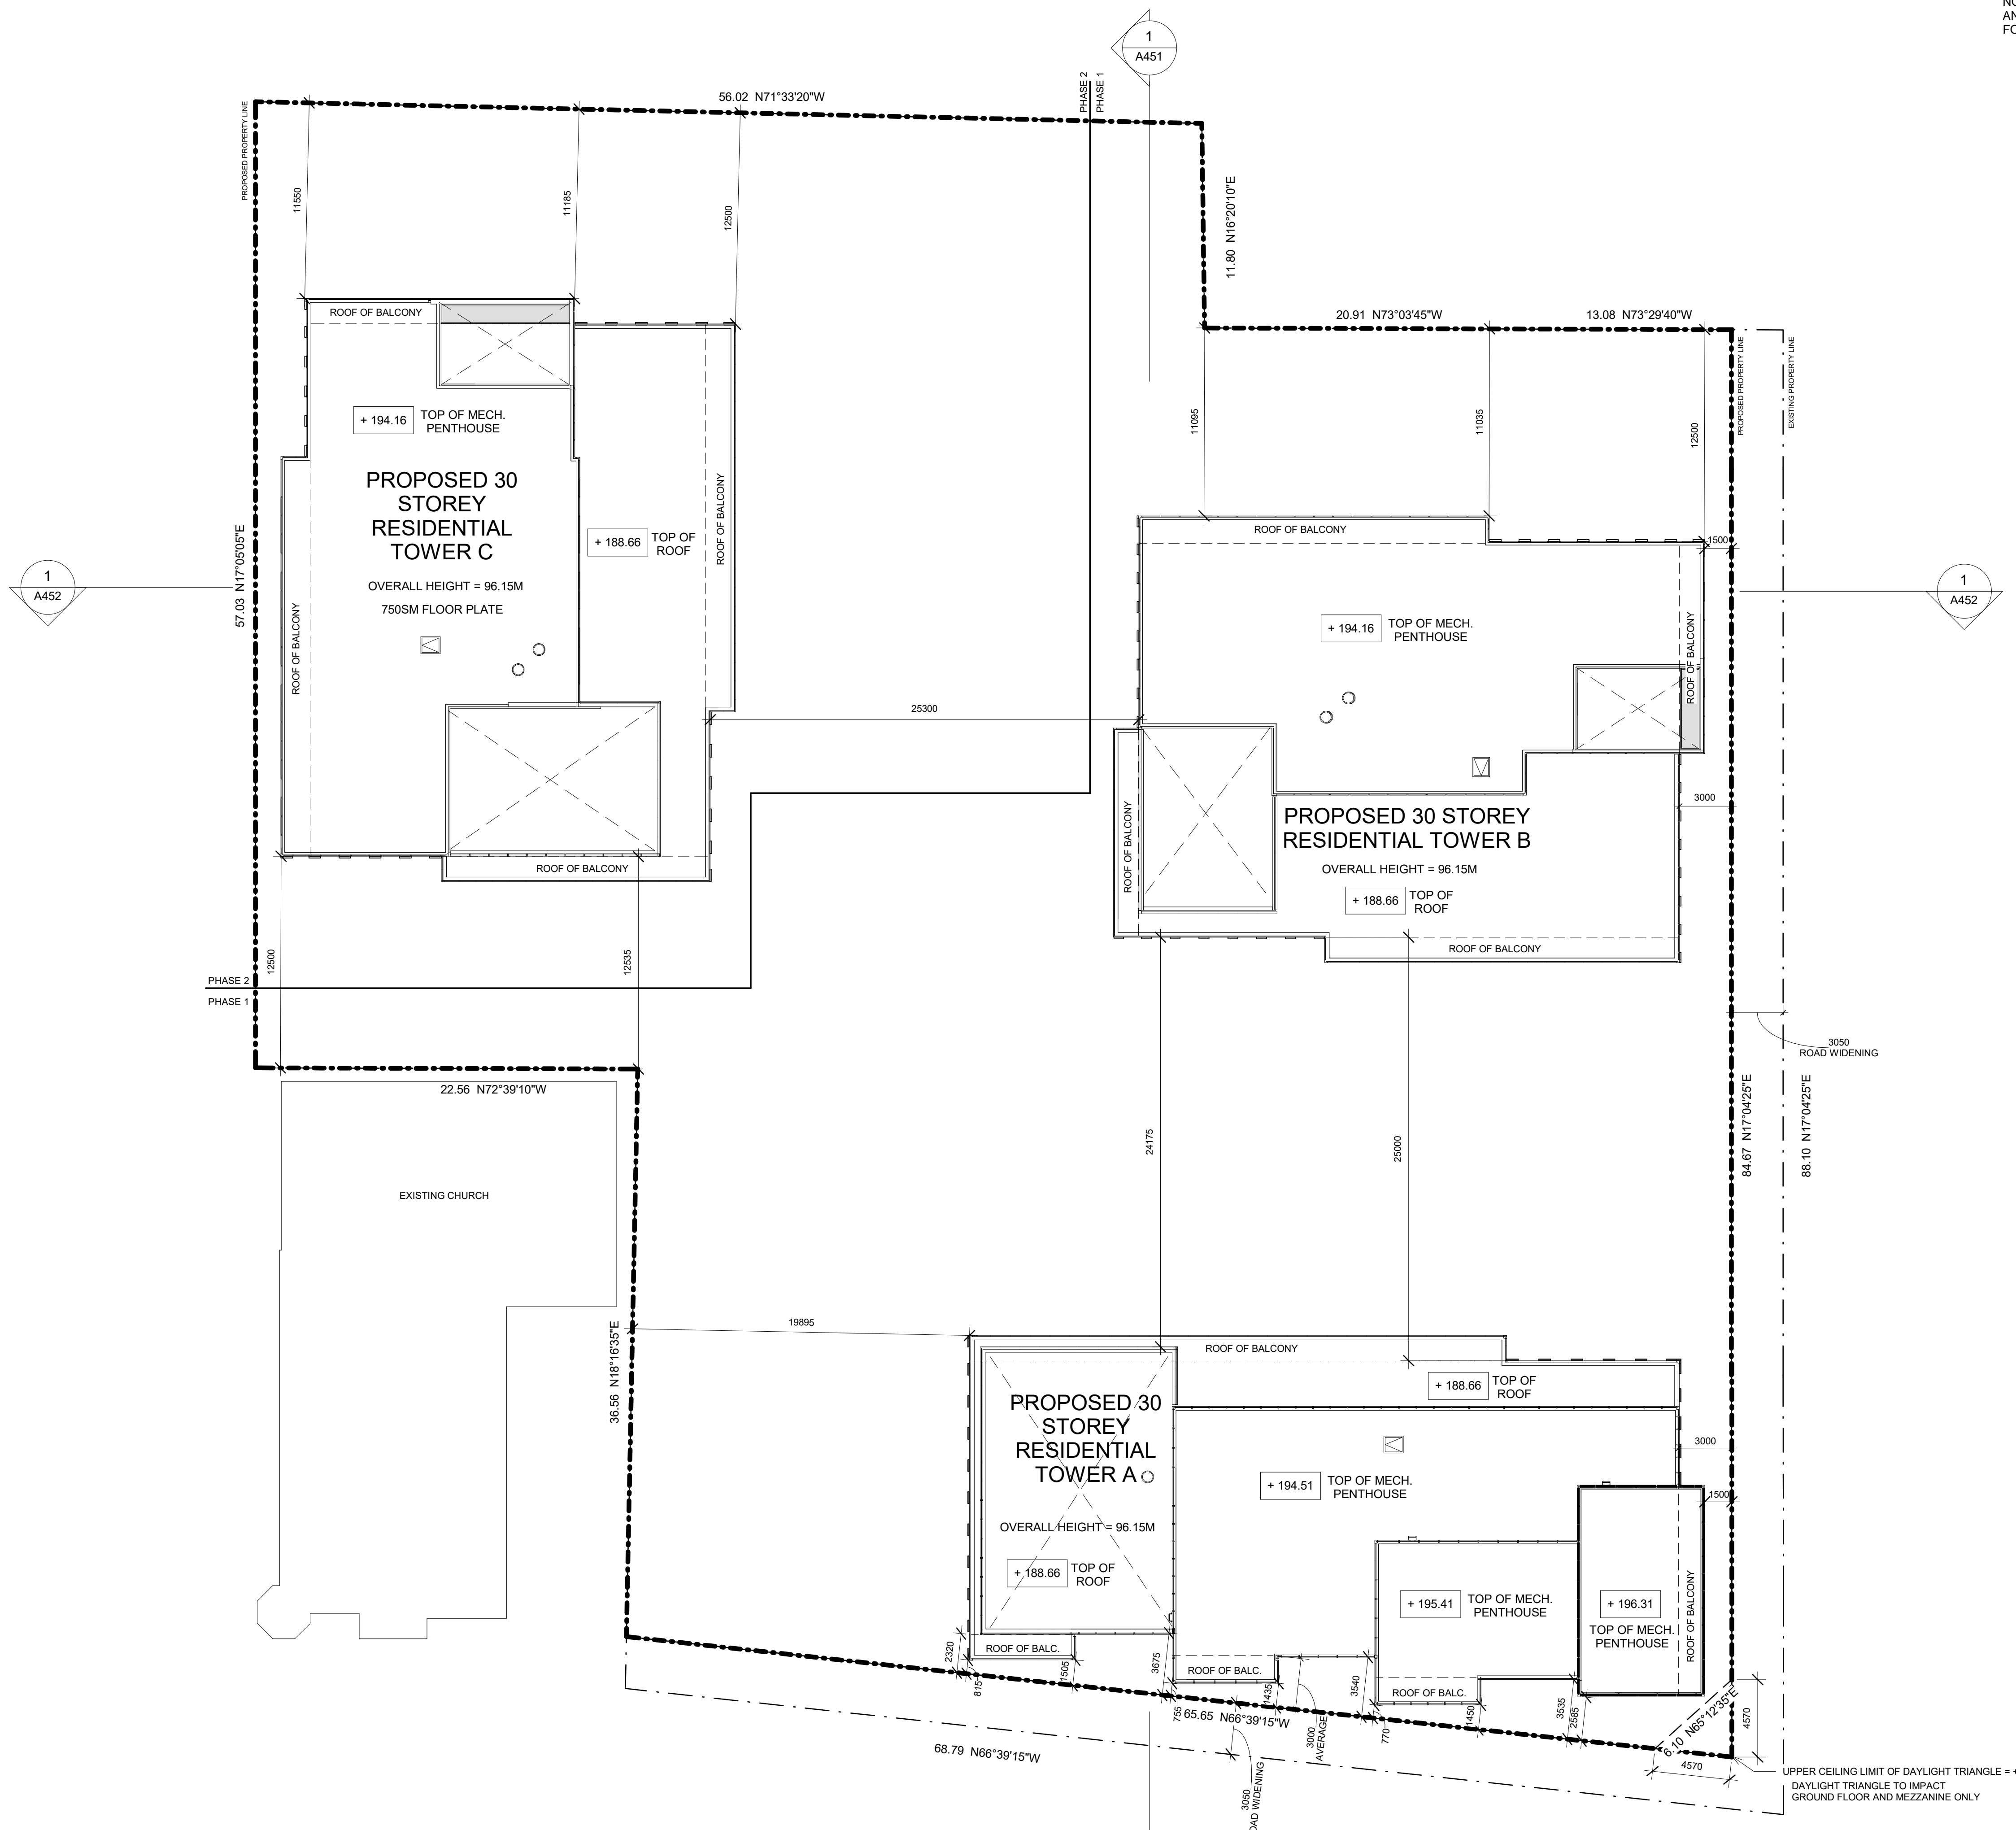 1
A451
PHASE 2
PHASE 1
56.02 N71°33'20"W
PROPOSED PROPERTY LINE
11550
11185
12500
11.80 N16°20'10"E
20.91 N73°03'45"W
13.08 N73°29'40"W
PROPOSED PROPERTY LINE
EXISTING PROPERTY LINE
11095
11035
12500
1500
ROOF OF BALCONY
+ 194.16
TOP OF MECH.
PENTHOUSE
PROPOSED 30
STOREY
RESIDENTIAL
TOWER C
OVERALL HEIGHT = 96.15M
750SM FLOOR PLATE
+ 188.66
TOP OF
ROOF
ROOF OF BALCONY
ROOF OF BALCONY
ROOF OF BALCONY
57.03 N17°05'05"E
1
A452
1
A452
25300
ROOF OF BALCONY
+ 194.16
TOP OF MECH.
PENTHOUSE
ROOF OF BALCONY
ROOF OF BALCONY
3000
PROPOSED 30 STOREY
RESIDENTIAL TOWER B
OVERALL HEIGHT = 96.15M
+ 188.66
TOP OF
ROOF
ROOF OF BALCONY
12500
12535
PHASE 2
PHASE 1
22.56 N72°39'10"W
3050
ROAD WIDENING
84.67 N17°04'25"E
88.10 N17°04'25"E
24175
25000
EXISTING CHURCH
36.56 N18°16'35"E
19895
ROOF OF BALCONY
+ 188.66
TOP OF
ROOF
PROPOSED 30
STOREY
RESIDENTIAL
TOWER A
OVERALL HEIGHT = 96.15M
+ 188.66
TOP OF
ROOF
+ 194.51
TOP OF MECH.
PENTHOUSE
3000
1500
+ 195.41
TOP OF MECH.
PENTHOUSE
+ 196.31
TOP OF MECH.
PENTHOUSE
ROOF OF BALCONY
ROOF OF BALC.
ROOF OF BALC.
ROOF OF BALC.
2320
815
1505
3675
755
1435
3000
AVERAGE
3540
770
1450
3535
2585
65.65 N66°39'15"W
68.79 N66°39'15"W
3050
6.10 N65°12'35"E
4570
4570
UPPER CEILING LIMIT OF DAYLIGHT TRIANGLE = +
DAYLIGHT TRIANGLE TO IMPACT
GROUND FLOOR AND MEZZANINE ONLY